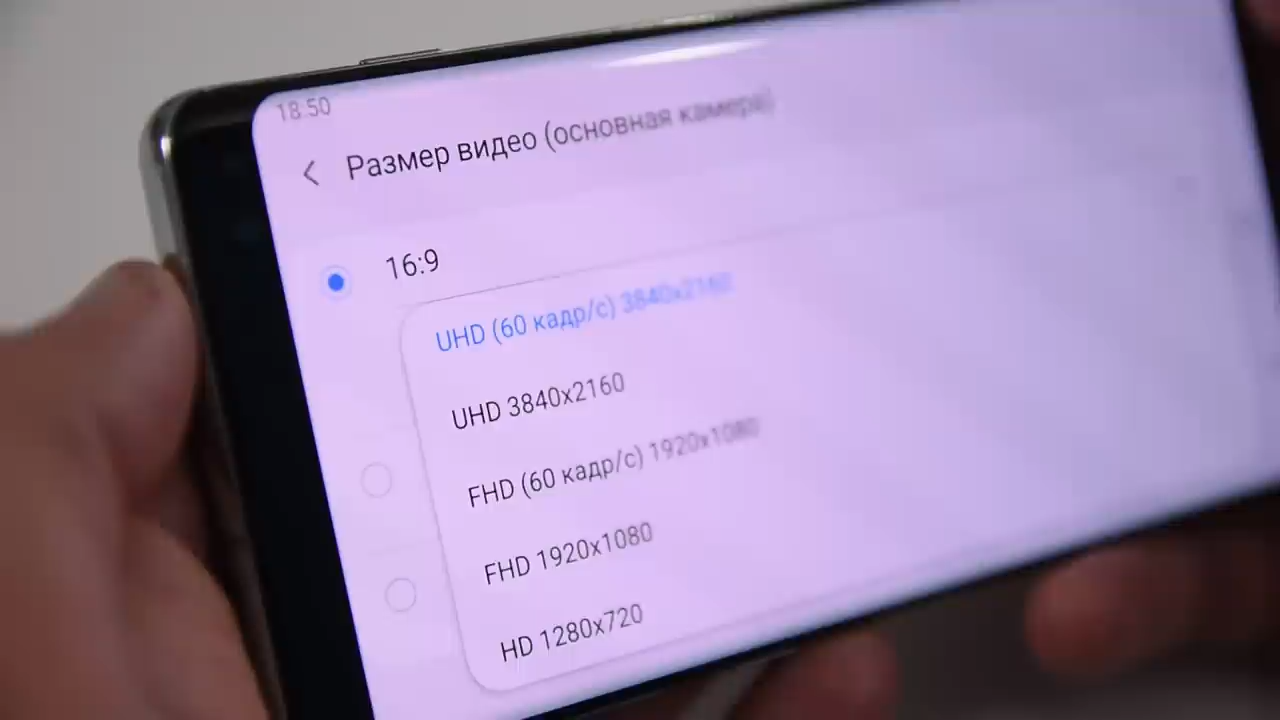 18:50
Размер видео (основная камера)
16:9
UHD (60 кадр/с) 3840x2160
UHD 3840x2160
FHD (60 кадр/с) 1920x1080
FHD 1920x1080
HD 1280x720